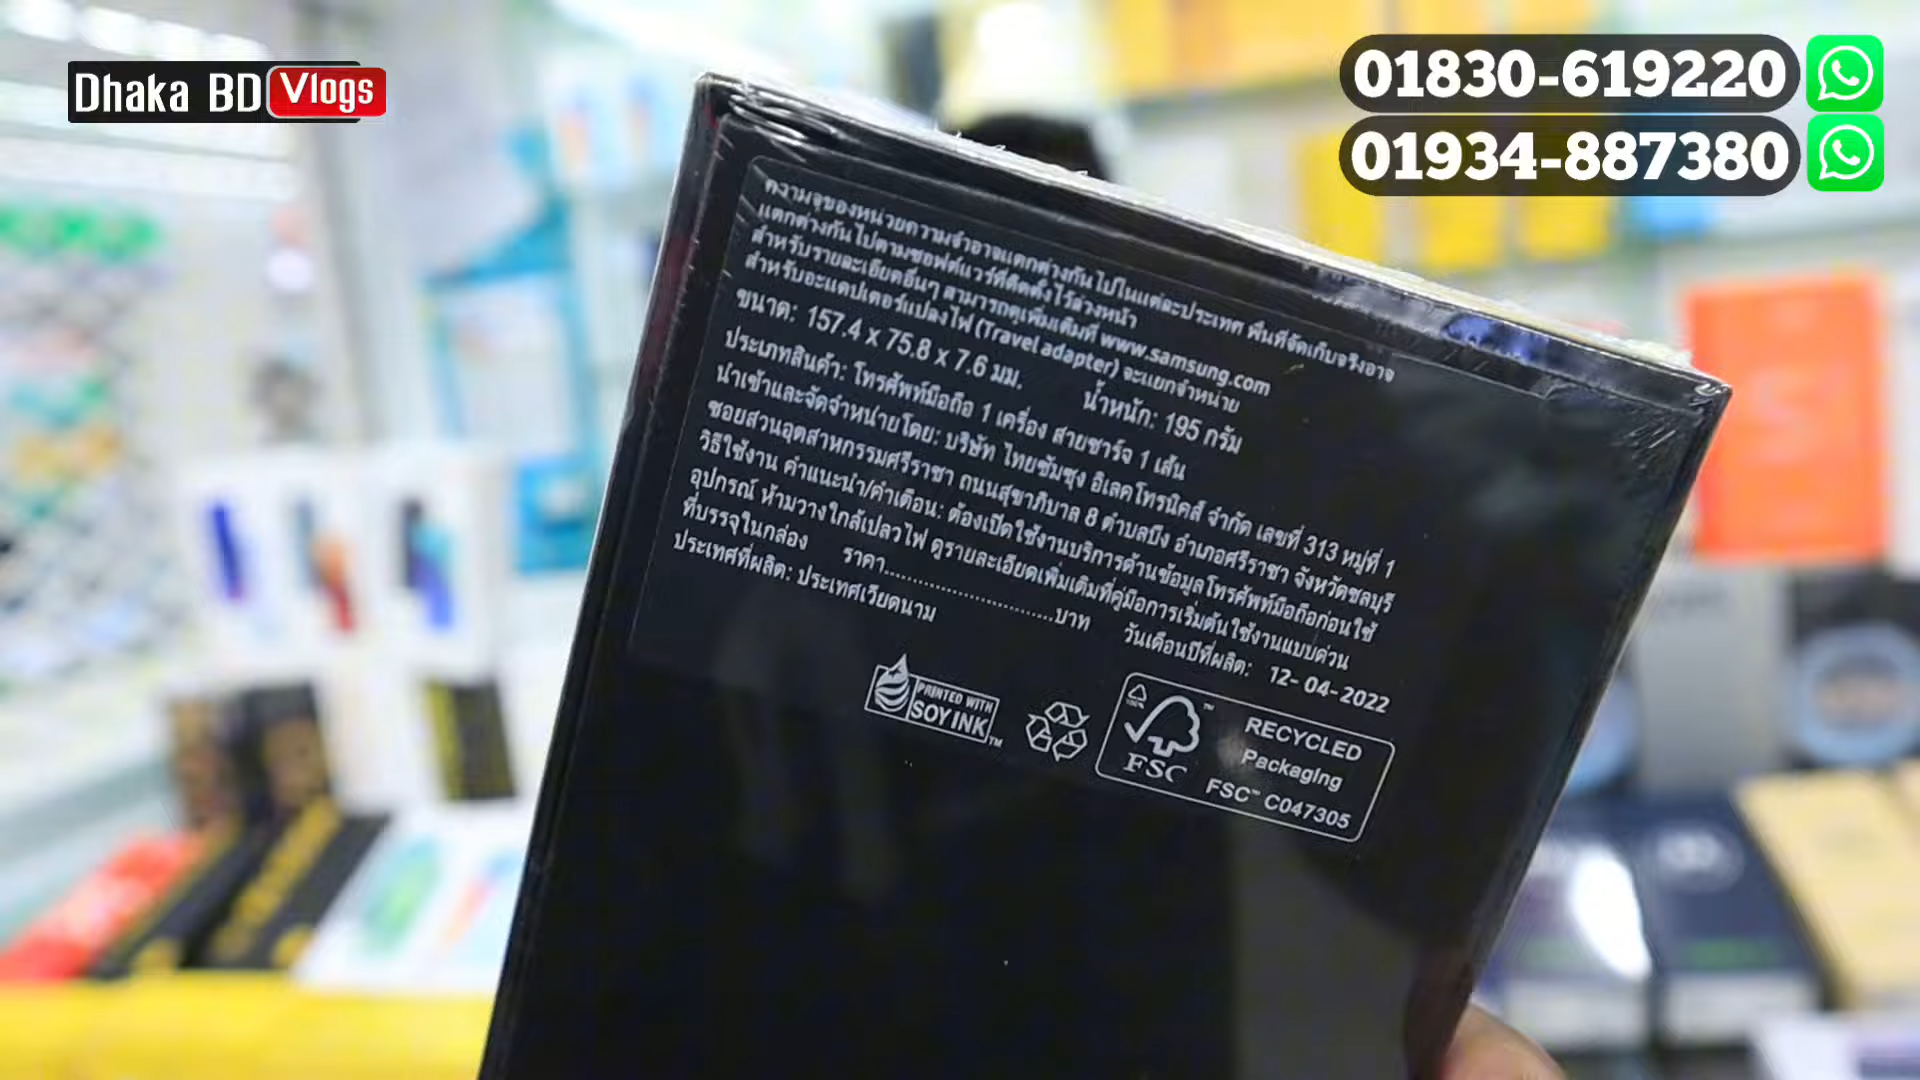 Dhaka BD Vlogs
01830-619220
01934-887380
ความจุของหน่วยความจำอาจแตกต่างกันไปในแต่ละประเทศ พื้นที่จัดเก็บจริงอาจ
แตกต่างกันไปตามซอฟต์แวร์ที่ติดตั้งไว้ล่วงหน้า
สำหรับรายละเอียดอื่นๆ สามารถดูเพิ่มเติมที่ www.samsung.com
สำหรับอะแดปเตอร์แปลงไฟ (Travel adapter) จะแยกจำหน่าย
ขนาด: 157.4 x 75.8 x 7.6 มม. น้ำหนัก: 195 กรัม
ประเภทสินค้า: โทรศัพท์มือถือ 1 เครื่อง สายชาร์จ 1 เส้น
นำเข้าและจัดจำหน่ายโดย: บริษัท ไทยซัมซุง อิเลคโทรนิคส์ จำกัด เลขที่ 313 หมู่ที่ 1
ซอยสวนอุตสาหกรรมศรีราชา ถนนสุขาภิบาล 8 ตำบลบึง อำเภอศรีราชา จังหวัดชลบุรี
วิธีใช้งาน คำแนะนำ/คำเตือน: ต้องเปิดใช้งานบริการด้านข้อมูลโทรศัพท์มือถือก่อนใช้
อุปกรณ์ ห้ามวางใกล้เปลวไฟ ดูรายละเอียดเพิ่มเติมที่คู่มือการเริ่มต้นใช้งานแบบด่วน
ที่บรรจุในกล่อง ราคา..............................บาท วันเดือนปีที่ผลิต: 12-04-2022
ประเทศที่ผลิต: ประเทศเวียดนาม
PRINTED WITH
SOY INK™
100%
FSC
™
RECYCLED
Packaging
FSC™ C047305